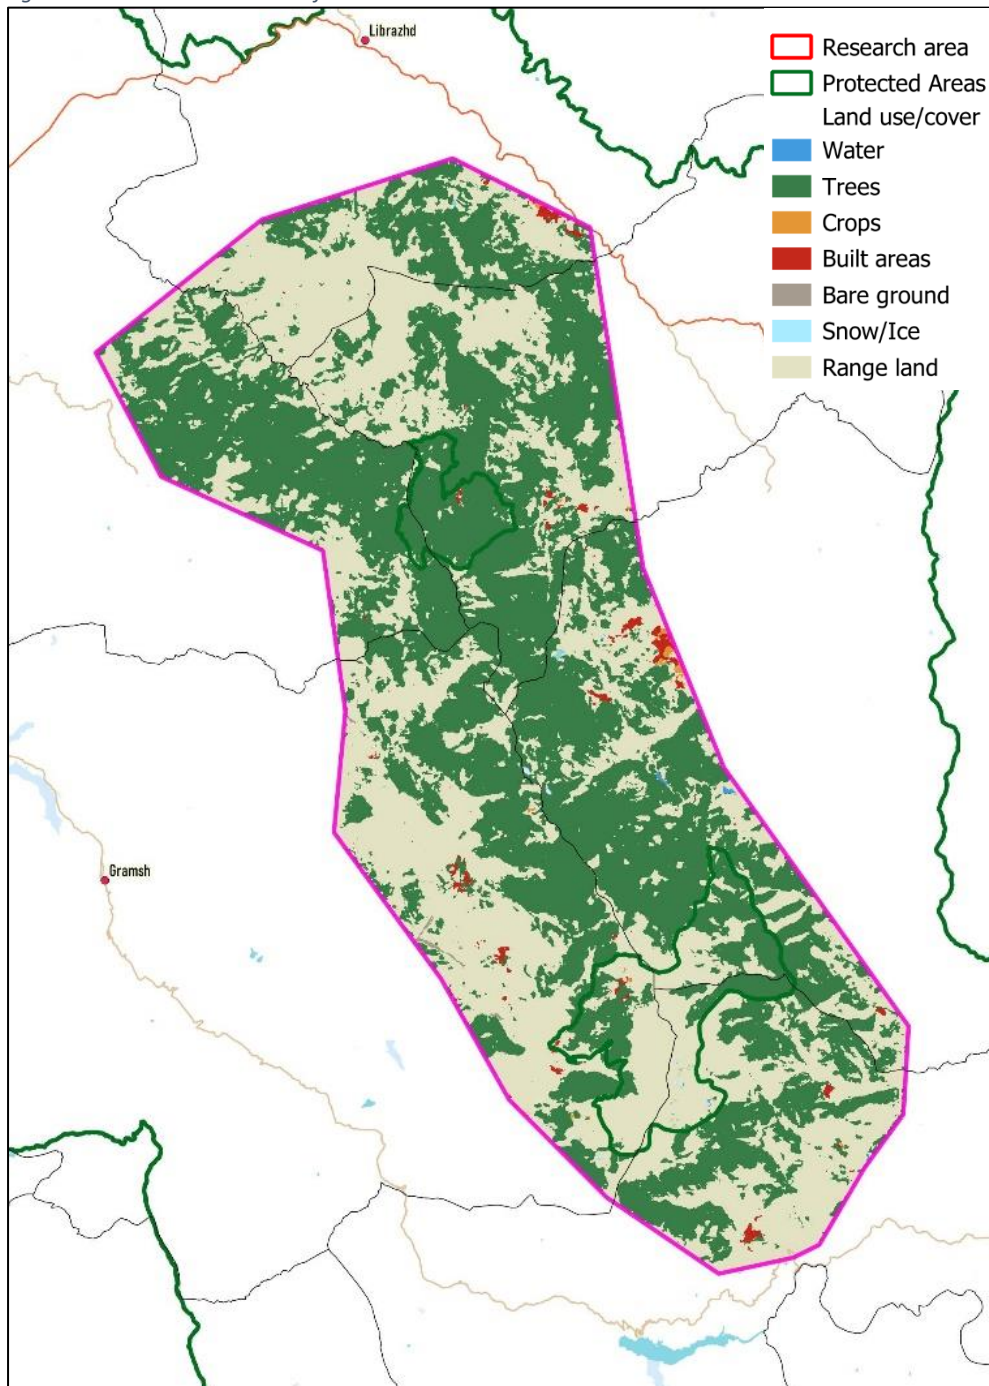 Librazhd
Research area
Protected Areas
Land use/cover
Water
Trees
Crops
Built areas
Bare ground
Snow/Ice
Range land
Gramsh